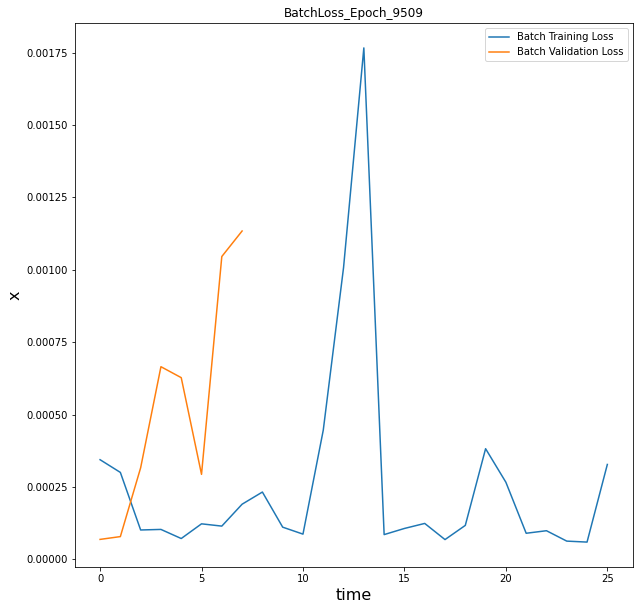 BatchLoss_Epoch_9509
Batch Training Loss
Batch Validation Loss
0.00175
0.00150
0.00125
0.00100
0.00075
0.00050
0.00025
0.00000
x
0 5 10 15 20 25
time